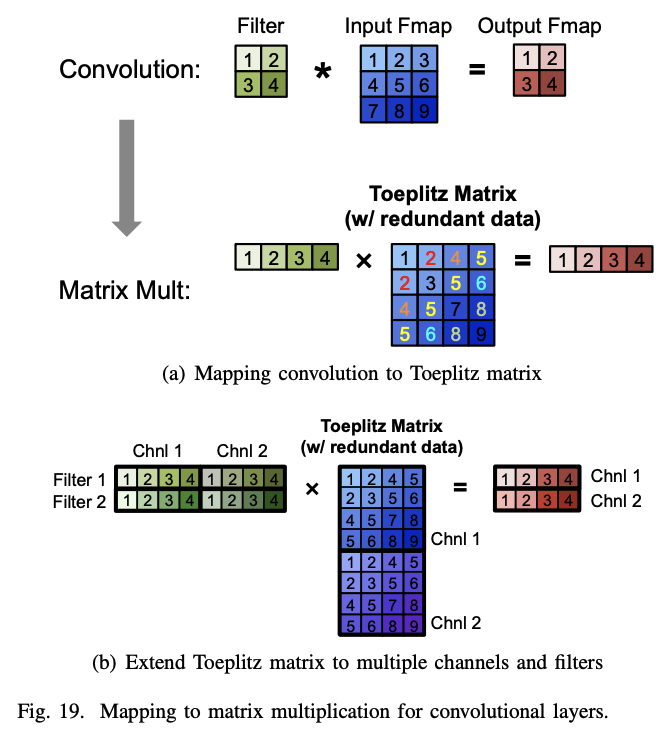 Filter Input Fmap Output Fmap
Convolution: 1 2 * 1 2 3 = 1 2
3 4 4 5 6 3 4
7 8 9
Toeplitz Matrix
(w/ redundant data)
Matrix Mult: 1 2 3 4 × 1 2 4 5 = 1 2 3 4
2 3 5 6
4 5 7 8
5 6 8 9
(a) Mapping convolution to Toeplitz matrix
Toeplitz Matrix
(w/ redundant data)
Chnl 1 Chnl 2
Filter 1 1 2 3 4 1 2 3 4 × 1 2 4 5 = 1 2 3 4 Chnl 1
Filter 2 1 2 3 4 1 2 3 4 2 3 5 6 1 2 3 4 Chnl 2
4 5 7 8
5 6 8 9 Chnl 1
1 2 4 5
2 3 5 6
4 5 7 8
5 6 8 9 Chnl 2
(b) Extend Toeplitz matrix to multiple channels and filters
Fig. 19. Mapping to matrix multiplication for convolutional layers.